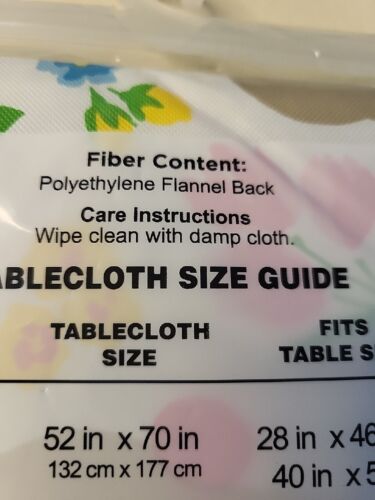 Fiber Content:
Polyethylene Flannel Back
Care Instructions
Wipe clean with damp cloth.
ABLECLOTH SIZE GUIDE
TABLECLOTH FITS
SIZE TABLE S
52 in x 70 in 28 in x 46
132 cm x 177 cm 40 in x 5